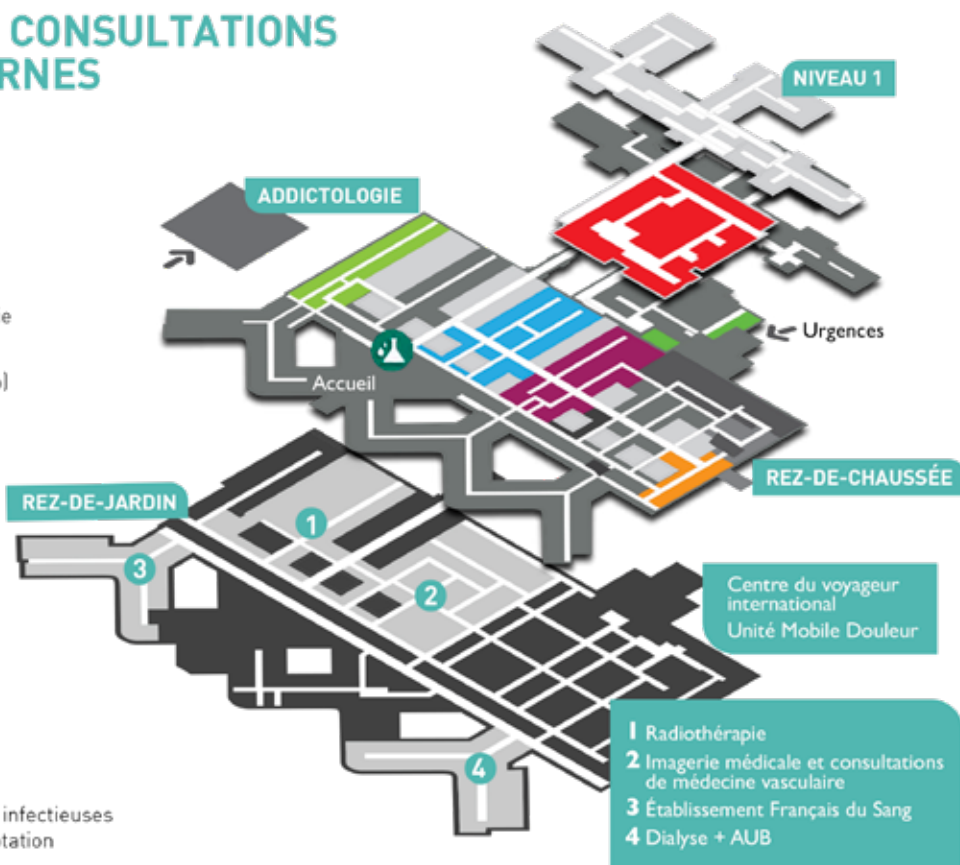 CONSULTATIONS
RNES
NIVEAU 1
ADDICTOLOGIE
Urgences
Accueil
REZ-DE-CHAUSSÉE
REZ-DE-JARDIN
1
2
3
4
Centre du voyageur
international
Unité Mobile Douleur
1 Radiothérapie
2 Imagerie médicale et consultations
de médecine vasculaire
3 Établissement Français du Sang
4 Dialyse + AUB
infectieuses